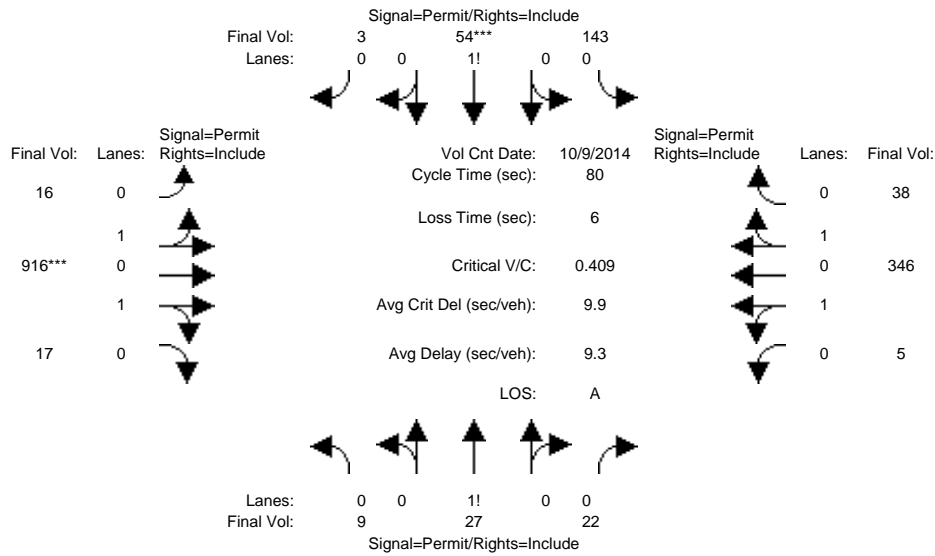 Signal=Permit/Rights=Include
Final Vol: 3 54*** 143
Lanes: 0 0 1! 0 0
Signal=Permit Signal=Permit
Final Vol: Lanes: Rights=Include Vol Cnt Date: 10/9/2014 Rights=Include Lanes: Final Vol:
Cycle Time (sec): 80
16 0 0 38
Loss Time (sec): 6
1 1
916*** 0 Critical V/C: 0.409 0 346
1 Avg Crit Del (sec/veh): 9.9 1
17 0 Avg Delay (sec/veh): 9.3 0 5
LOS: A
Lanes: 0 0 1! 0 0
Final Vol: 9 27 22
Signal=Permit/Rights=Include